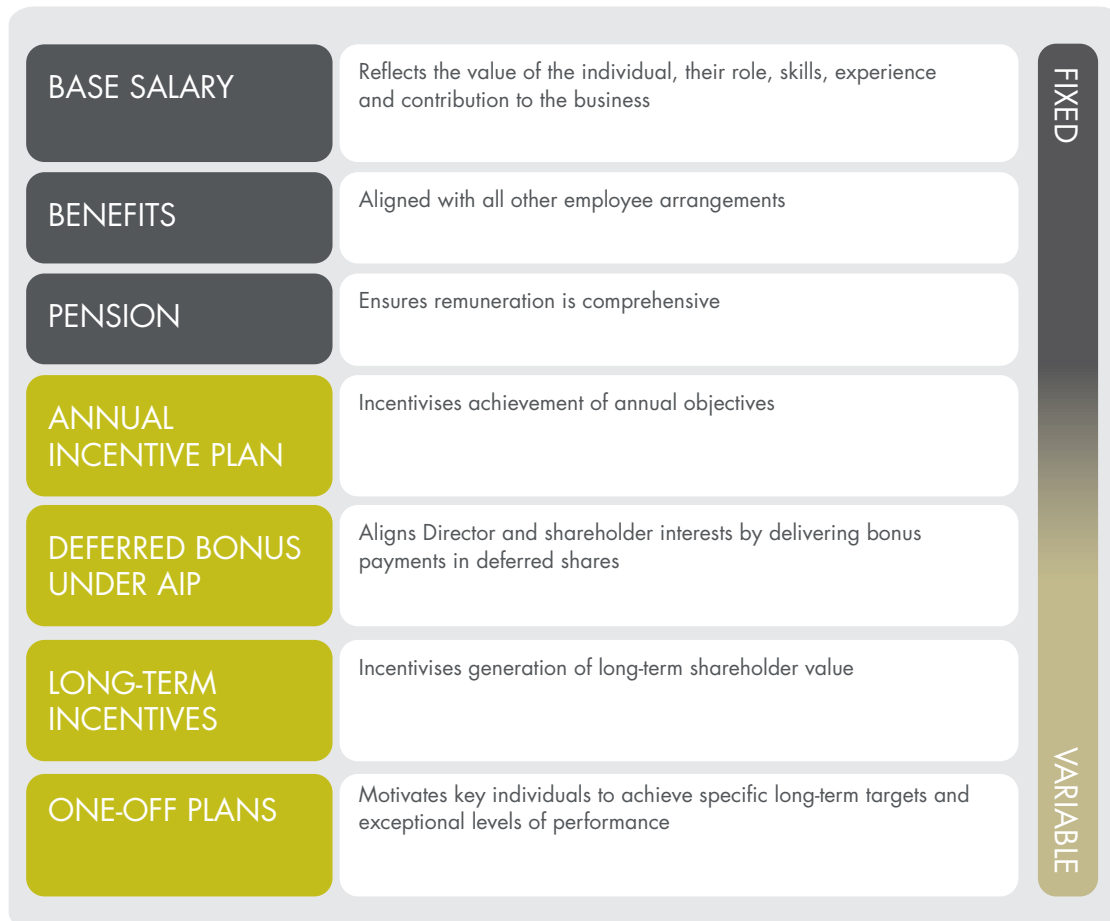 BASE SALARY
Reflects the value of the individual, their role, skills, experience
and contribution to the business
FIXED
BENEFITS
Aligned with all other employee arrangements
PENSION
Ensures remuneration is comprehensive
ANNUAL
INCENTIVE PLAN
Incentivises achievement of annual objectives
DEFERRED BONUS
UNDER AIP
Aligns Director and shareholder interests by delivering bonus
payments in deferred shares
LONG-TERM
INCENTIVES
Incentivises generation of long-term shareholder value
ONE-OFF PLANS
Motivates key individuals to achieve specific long-term targets and
exceptional levels of performance
VARIABLE